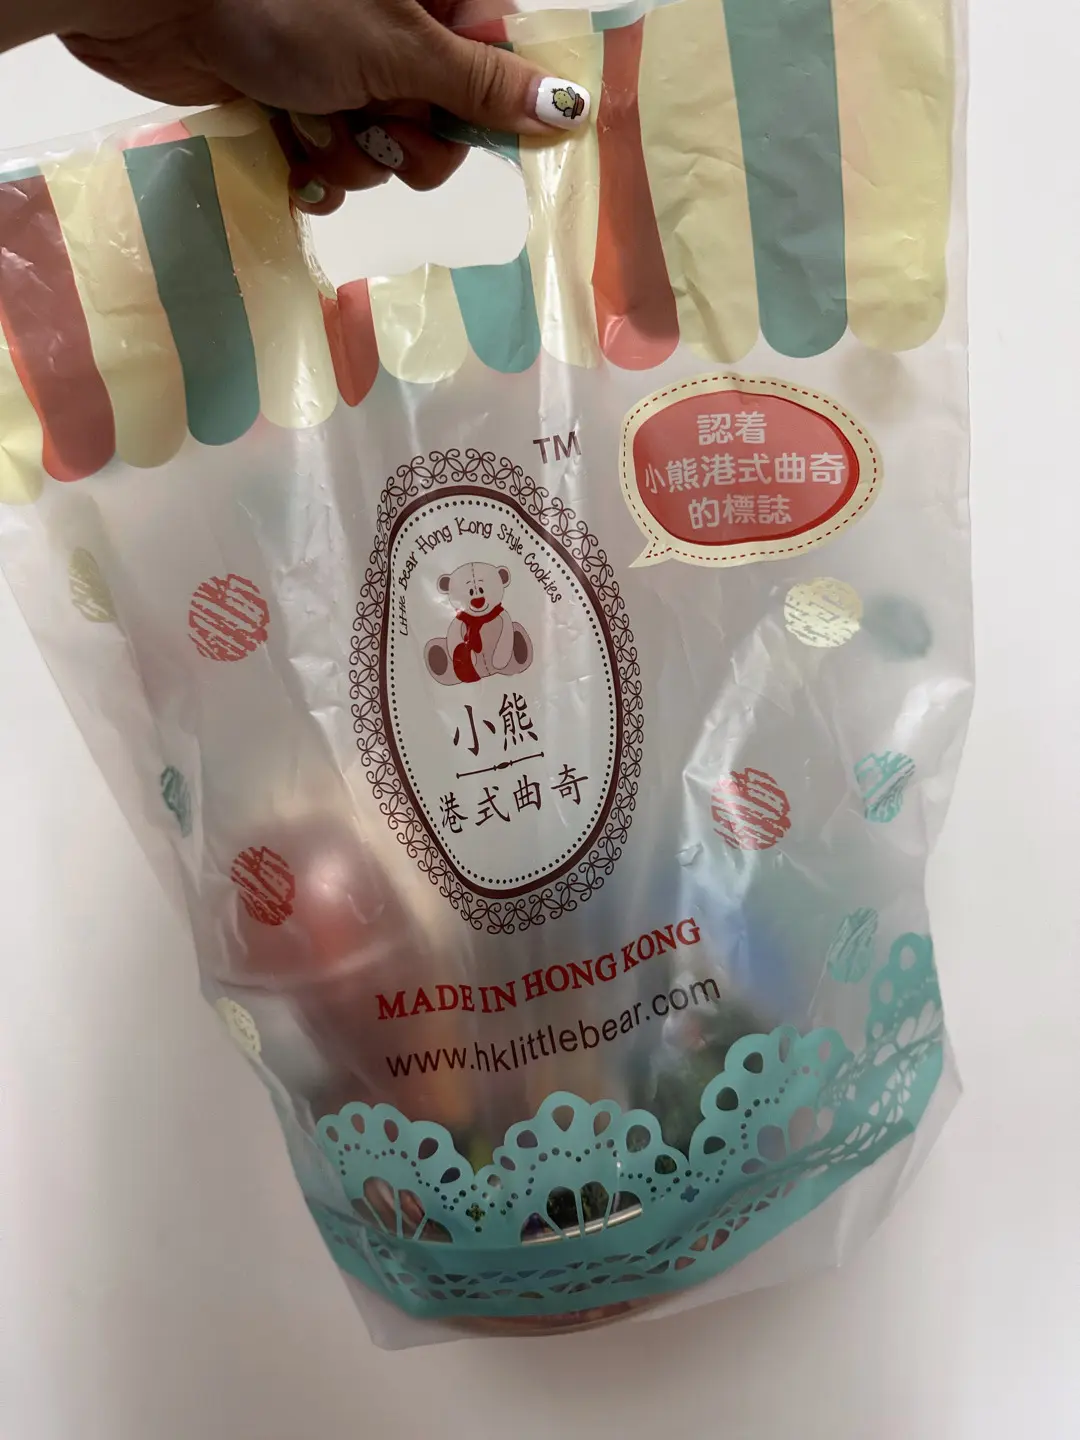 TM
認着
小熊港式曲奇
的標誌
Little Bear Hong Kong Style Cookies
小熊
港式曲奇
MADE IN HONG KONG
www.hklittlebear.com